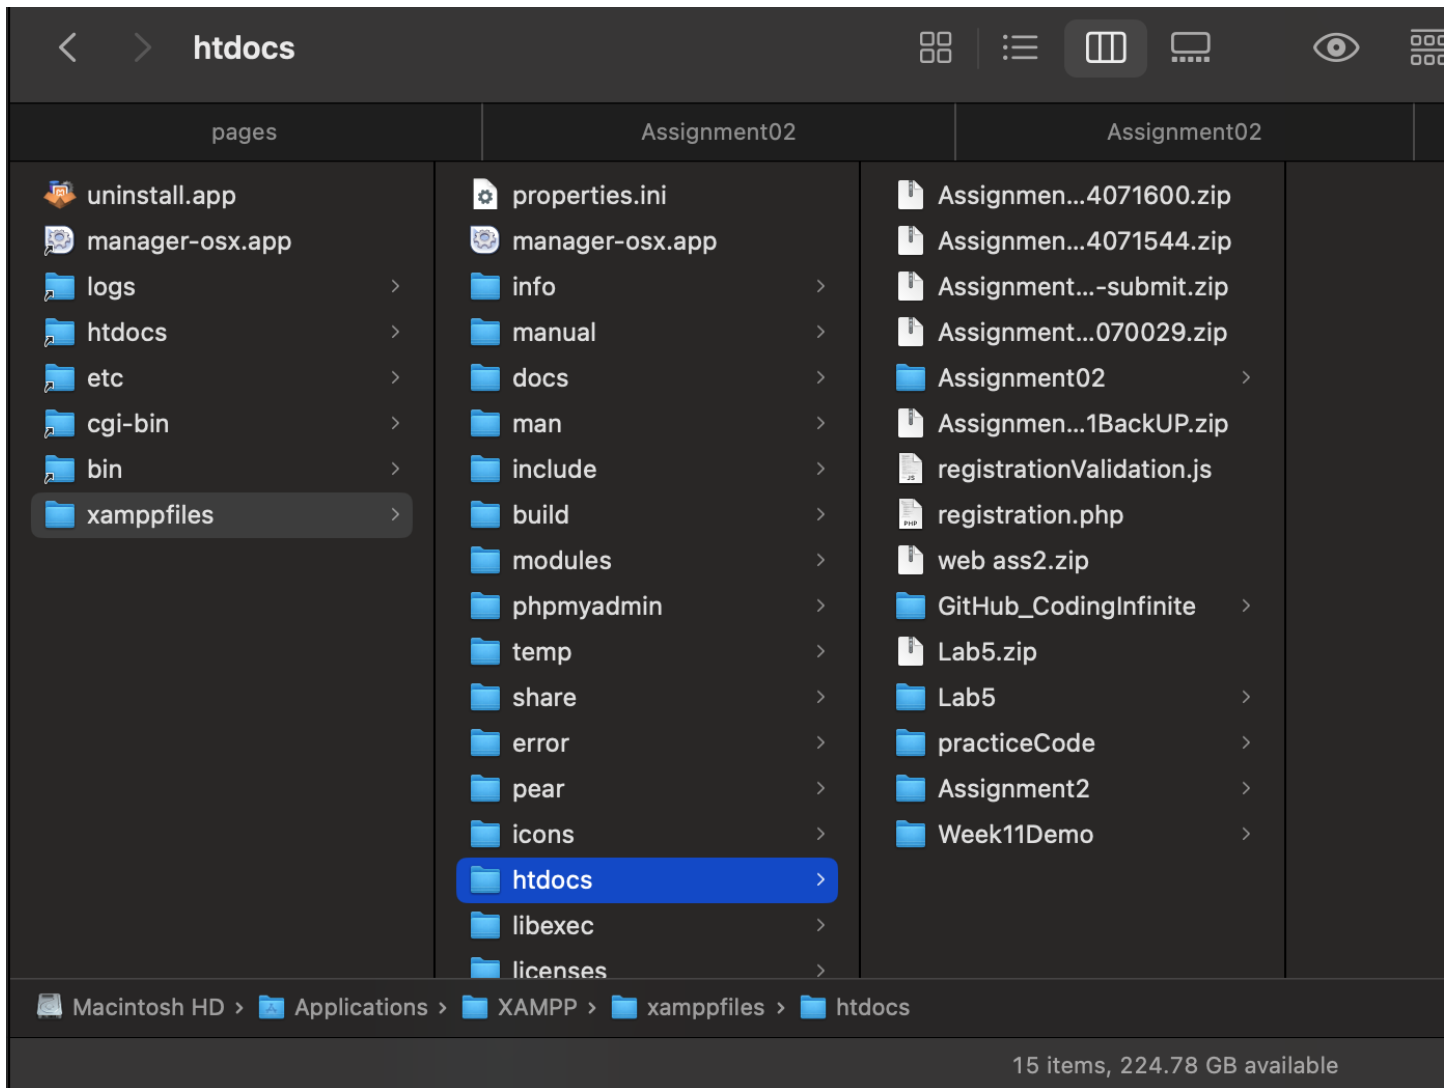 htdocs
pages
Assignment02
Assignment02
uninstall.app
manager-osx.app
logs
htdocs
etc
cgi-bin
bin
xamppfiles
properties.ini
manager-osx.app
info
manual
docs
man
include
build
modules
phpmyadmin
temp
share
error
pear
icons
htdocs
libexec
licenses
Assignmen...4071600.zip
Assignmen...4071544.zip
Assignment...-submit.zip
Assignment...070029.zip
Assignment02
Assignmen...1BackUP.zip
registrationValidation.js
registration.php
web ass2.zip
GitHub_CodingInfinite
Lab5.zip
Lab5
practiceCode
Assignment2
Week11Demo
Macintosh HD › Applications › XAMPP › xamppfiles › htdocs
15 items, 224.78 GB available